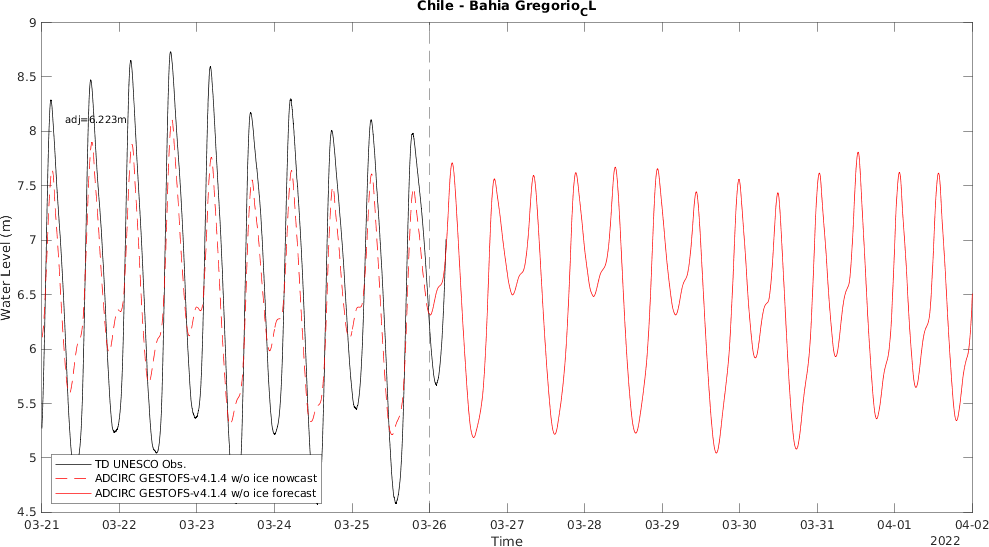 Chile - Bahia Gregorio_CL
9
8.5
8
7.5
7
6.5
6
5.5
5
4.5
Water Level (m)
adj=6.223m
TD UNESCO Obs.
ADCIRC GESTOFS-v4.1.4 w/o ice nowcast
ADCIRC GESTOFS-v4.1.4 w/o ice forecast
03-21 03-22 03-23 03-24 03-25 03-26 03-27 03-28 03-29 03-30 03-31 04-01 04-02
Time
2022